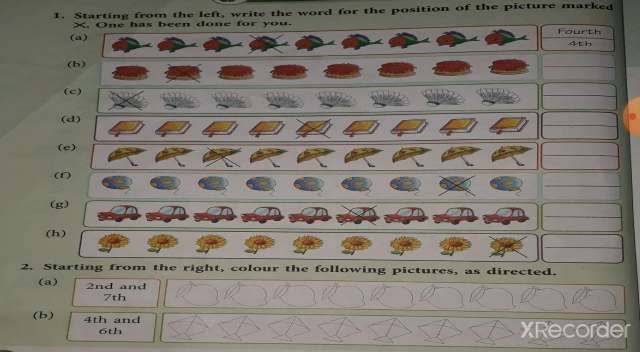 1. Starting from the left, write the word for the position of the picture marked
X. One has been done for you.
(a)
Fourth
4th
(b)
(c)
(d)
(e)
(f)
(g)
(h)
2. Starting from the right, colour the following pictures, as directed.
(a)
2nd and
7th
(b)
4th and
6th
XRecorder